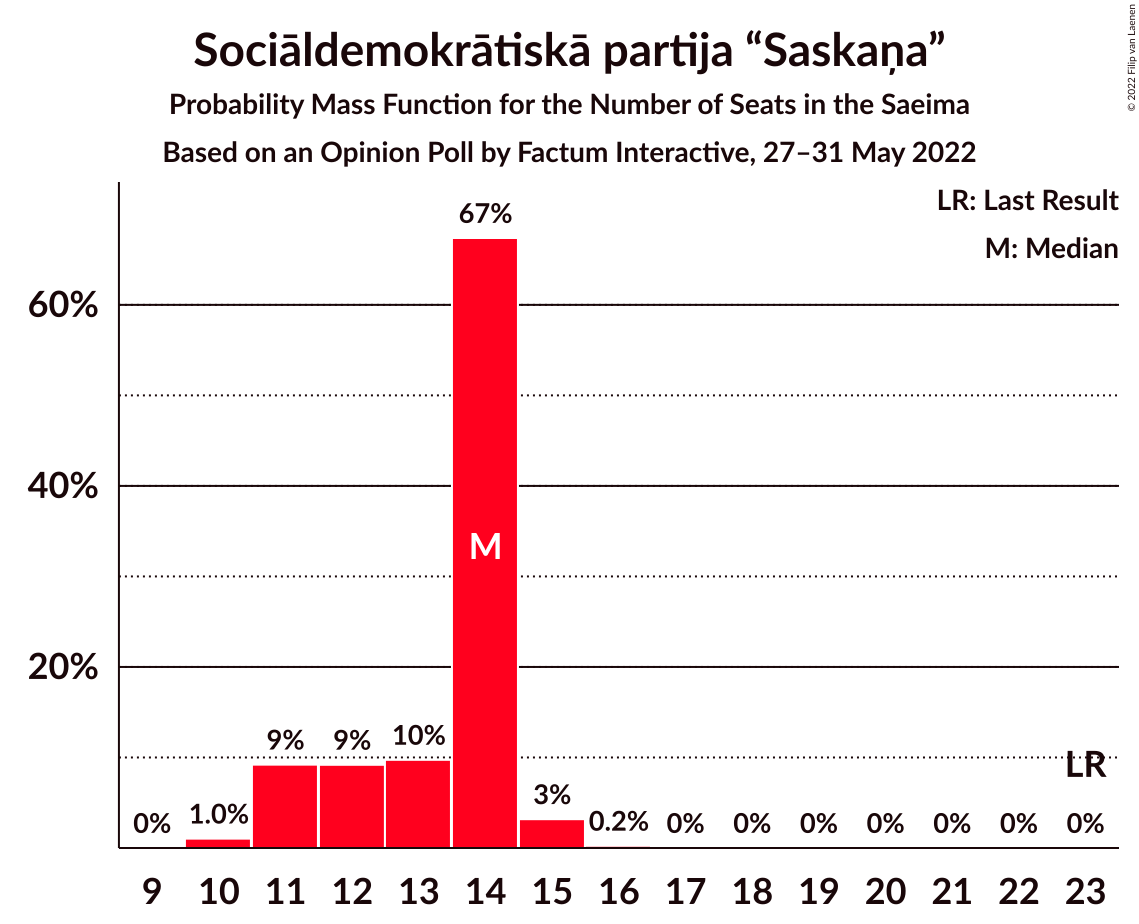 Sociāldemokrātiskā partija “Saskaņa”
Probability Mass Function for the Number of Seats in the Saeima
Based on an Opinion Poll by Factum Interactive, 27–31 May 2022
© 2022 Filip van Laenen
LR: Last Result
M: Median
60%
40%
20%
0% 1.0% 9% 9% 10% 67% 3% 0.2% 0% 0% 0% 0% 0% 0% 0%
M
LR
9 10 11 12 13 14 15 16 17 18 19 20 21 22 23